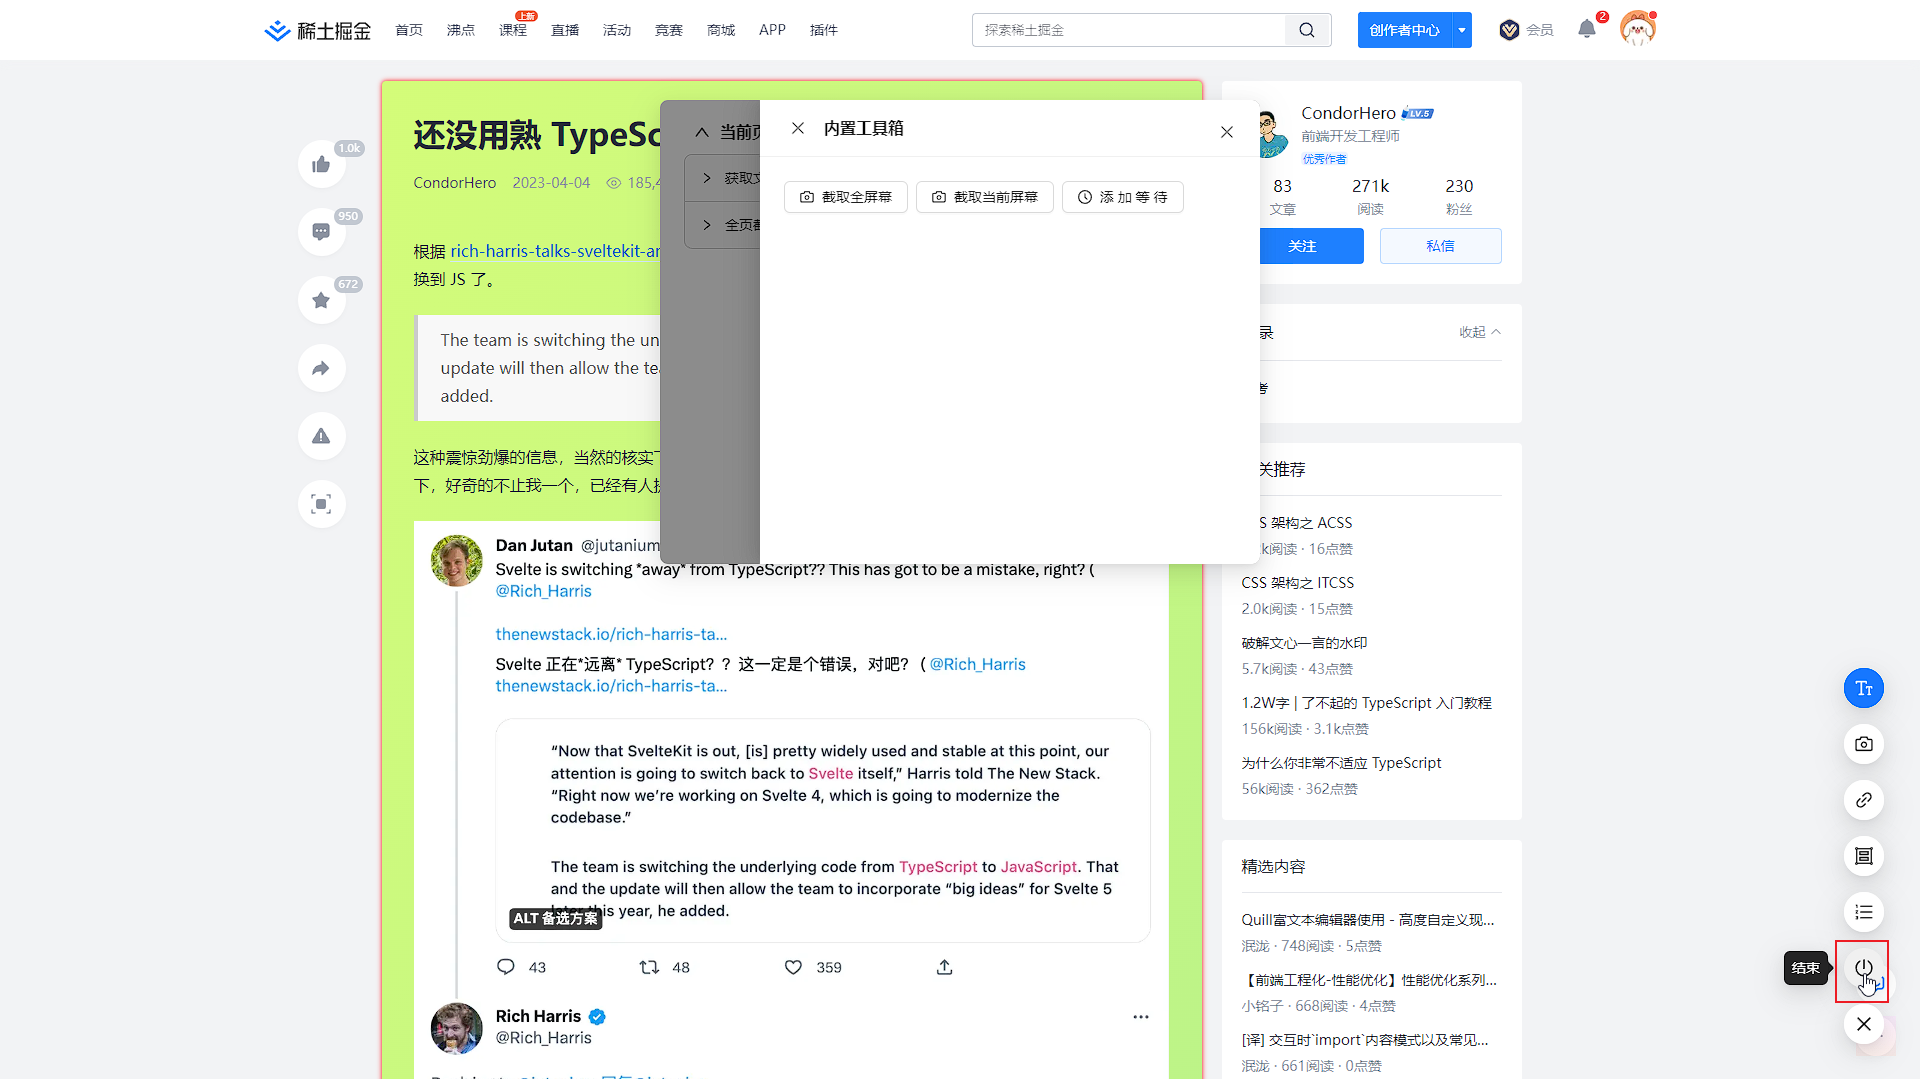 稀土掘金
首页
沸点
课程
上新
直播
活动
竞赛
商城
APP
插件
探索稀土掘金
创作者中心
会员
2
1.0k
950
672
还没用熟 TypeSc
CondorHero 2023-04-04 185,4
根据 rich-harris-talks-sveltekit-ar
换到 JS 了。
The team is switching the un
update will then allow the tea
added.
这种震惊劲爆的信息，当然的核实下
下，好奇的不止我一个，已经有人
当前页
获取文
全页截
内置工具箱
截取全屏幕
截取当前屏幕
添加等待
Dan Jutan @jutanium
Svelte is switching *away* from TypeScript?? This has got to be a mistake, right? (
@Rich_Harris
thenewstack.io/rich-harris-ta...
Svelte 正在*远离* TypeScript？？这一定是个错误，对吧？（ @Rich_Harris
thenewstack.io/rich-harris-ta...
“Now that SvelteKit is out, [is] pretty widely used and stable at this point, our
attention is going to switch back to Svelte itself,” Harris told The New Stack.
“Right now we’re working on Svelte 4, which is going to modernize the
codebase.”
The team is switching the underlying code from TypeScript to JavaScript. That
and the update will then allow the team to incorporate “big ideas” for Svelte 5
later this year, he added.
ALT 备选方案
43
48
359
Rich Harris
@Rich_Harris
CondorHero LV.5
前端开发工程师
优秀作者
83
文章
271k
阅读
230
粉丝
关注
私信
录
收起
考
关推荐
S 架构之 ACSS
k阅读 · 16点赞
CSS 架构之 ITCSS
2.0k阅读 · 15点赞
破解文心一言的水印
5.7k阅读 · 43点赞
1.2W字 | 了不起的 TypeScript 入门教程
156k阅读 · 3.1k点赞
为什么你非常不适应 TypeScript
56k阅读 · 362点赞
精选内容
Quill富文本编辑器使用 - 高度自定义现...
泯泷 · 748阅读 · 5点赞
【前端工程化-性能优化】性能优化系列...
小铭子 · 668阅读 · 4点赞
[译] 交互时`import`内容模式以及常见...
泯泷 · 661阅读 · 0点赞
Tт
结束